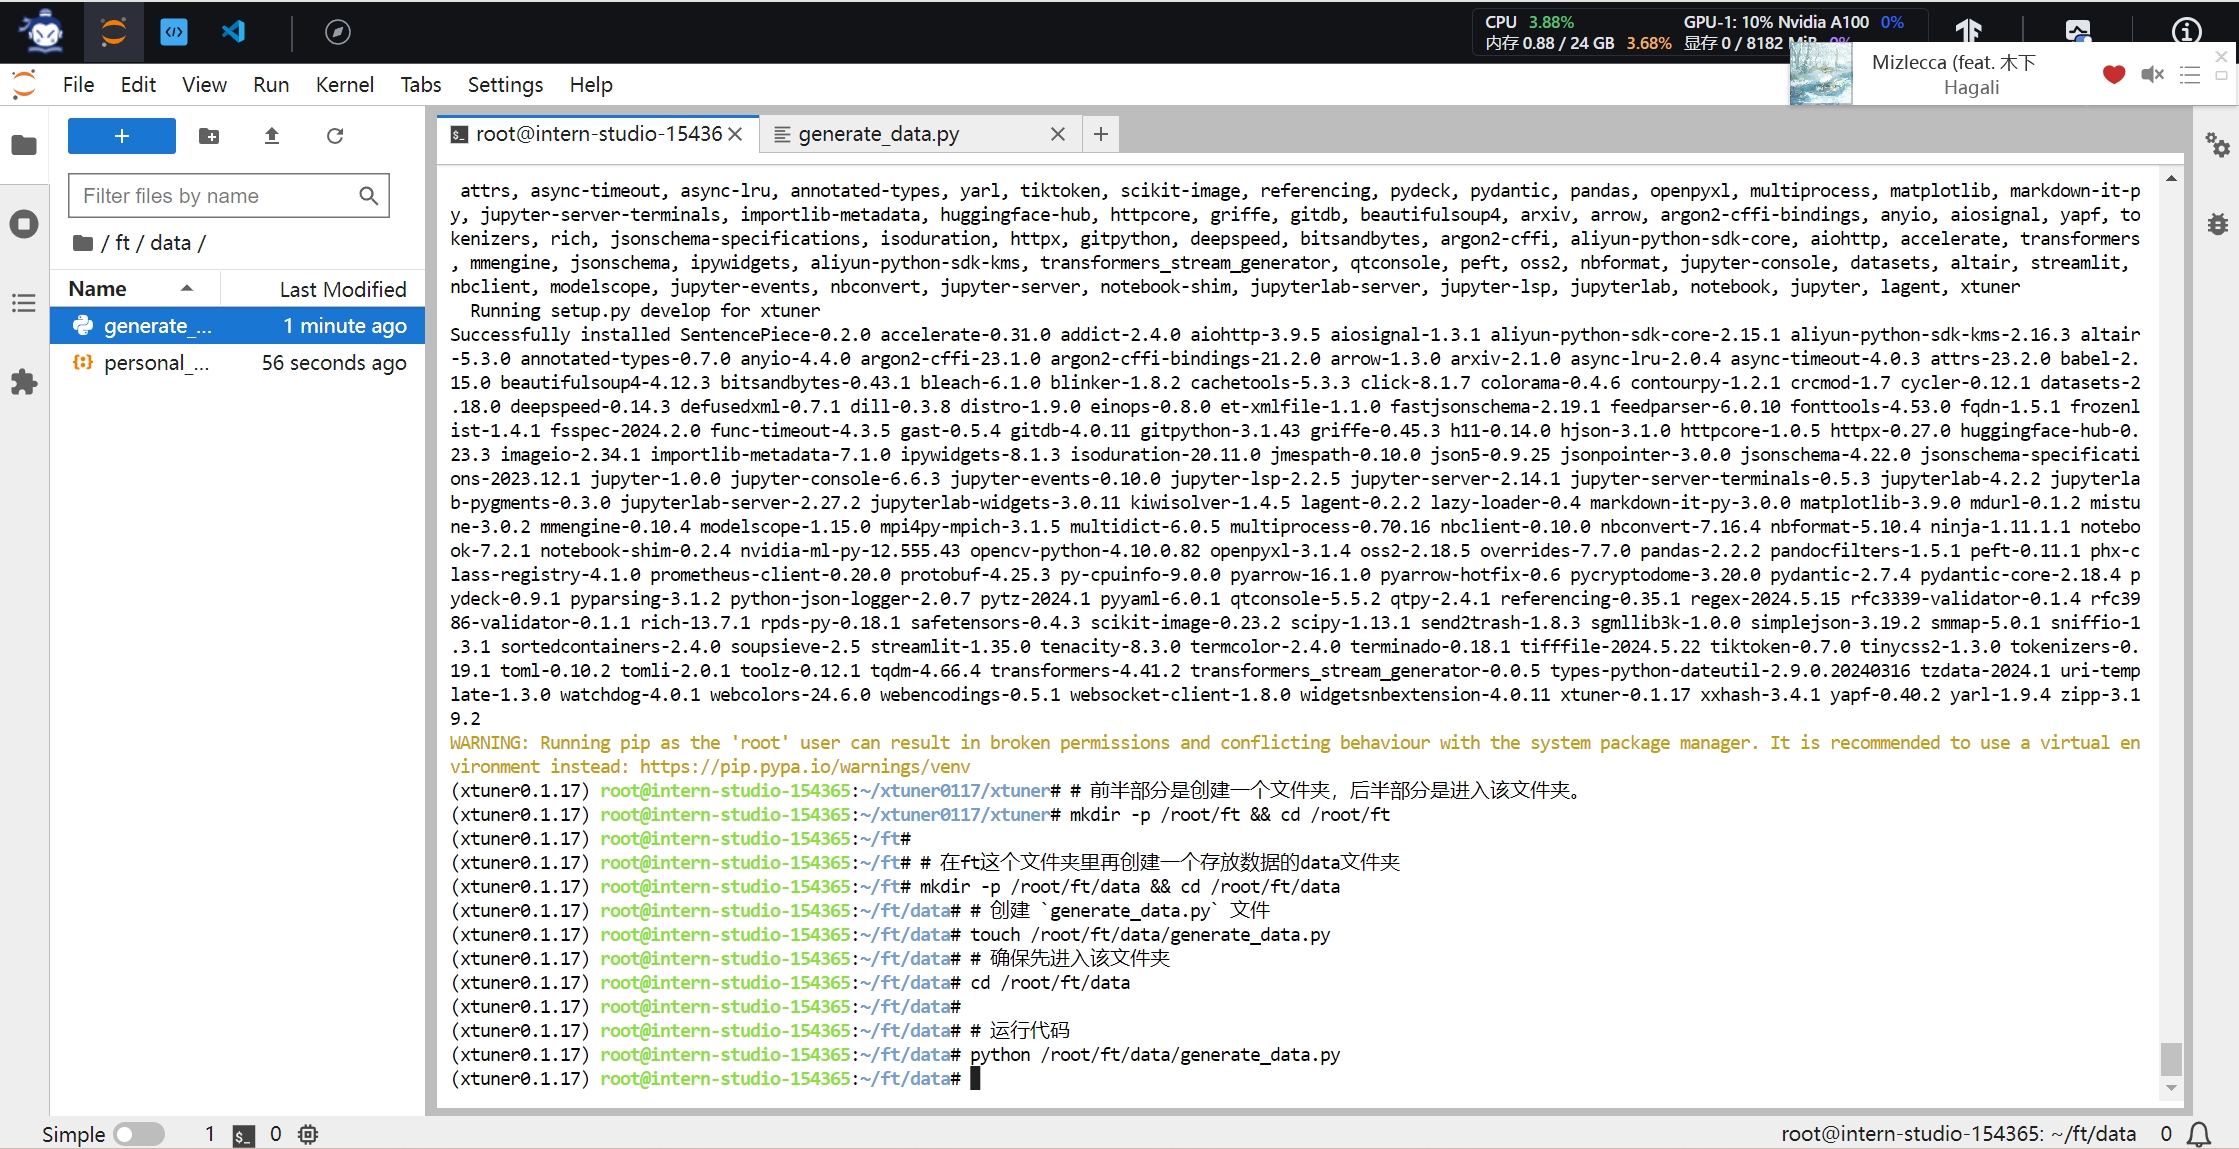 CPU 3.88% GPU-1: 10% Nvidia A100 0%
内存 0.88 / 24 GB 3.68% 显存 0 / 8182 MiB 0%
Mizlecca (feat. 木下
Hagali
File Edit View Run Kernel Tabs Settings Help
root@intern-studio-15436 generate_data.py
Filter files by name
/ ft / data /
Name Last Modified
generate_... 1 minute ago
personal_... 56 seconds ago
attrs, async-timeout, async-lru, annotated-types, yarl, tiktoken, scikit-image, referencing, pydeck, pydantic, pandas, openpyxl, multiprocess, matplotlib, markdown-it-p
y, jupyter-server-terminals, importlib-metadata, huggingface-hub, httpcore, griffe, gitdb, beautifulsoup4, arxiv, arrow, argon2-cffi-bindings, anyio, aiosignal, yapf, to
kenizers, rich, jsonschema-specifications, isoduration, httpx, gitpython, deepspeed, bitsandbytes, argon2-cffi, aliyun-python-sdk-core, aiohttp, accelerate, transformers
, mmengine, jsonschema, ipywidgets, aliyun-python-sdk-kms, transformers_stream_generator, qtconsole, peft, oss2, nbformat, jupyter-console, datasets, altair, streamlit,
nbclient, modelscope, jupyter-events, nbconvert, jupyter-server, notebook-shim, jupyterlab-server, jupyter-lsp, jupyterlab, notebook, jupyter, lagent, xtuner
Running setup.py develop for xtuner
Successfully installed SentencePiece-0.2.0 accelerate-0.31.0 addict-2.4.0 aiohttp-3.9.5 aiosignal-1.3.1 aliyun-python-sdk-core-2.15.1 aliyun-python-sdk-kms-2.16.3 altair
-5.3.0 annotated-types-0.7.0 anyio-4.4.0 argon2-cffi-23.1.0 argon2-cffi-bindings-21.2.0 arrow-1.3.0 arxiv-2.1.0 async-lru-2.0.4 async-timeout-4.0.3 attrs-23.2.0 babel-2.
15.0 beautifulsoup4-4.12.3 bitsandbytes-0.43.1 bleach-6.1.0 blinker-1.8.2 cachetools-5.3.3 click-8.1.7 colorama-0.4.6 contourpy-1.2.1 crcmod-1.7 cycler-0.12.1 datasets-2
.18.0 deepspeed-0.14.3 defusedxml-0.7.1 dill-0.3.8 distro-1.9.0 einops-0.8.0 et-xmlfile-1.1.0 fastjsonschema-2.19.1 feedparser-6.0.10 fonttools-4.53.0 fqdn-1.5.1 frozenl
ist-1.4.1 fsspec-2024.2.0 func-timeout-4.3.5 gast-0.5.4 gitdb-4.0.11 gitpython-3.1.43 griffe-0.45.3 h11-0.14.0 hjson-3.1.0 httpcore-1.0.5 httpx-0.27.0 huggingface-hub-0.
23.3 imageio-2.34.1 importlib-metadata-7.1.0 ipywidgets-8.1.3 isoduration-20.11.0 jmespath-0.10.0 json5-0.9.25 jsonpointer-3.0.0 jsonschema-4.22.0 jsonschema-specificati
ons-2023.12.1 jupyter-1.0.0 jupyter-console-6.6.3 jupyter-events-0.10.0 jupyter-lsp-2.2.5 jupyter-server-2.14.1 jupyter-server-terminals-0.5.3 jupyterlab-4.2.2 jupyterla
b-pygments-0.3.0 jupyterlab-server-2.27.2 jupyterlab-widgets-3.0.11 kiwisolver-1.4.5 lagent-0.2.2 lazy-loader-0.4 markdown-it-py-3.0.0 matplotlib-3.9.0 mdurl-0.1.2 mistu
ne-3.0.2 mmengine-0.10.4 modelscope-1.15.0 mpi4py-mpich-3.1.5 multidict-6.0.5 multiprocess-0.70.16 nbclient-0.10.0 nbconvert-7.16.4 nbformat-5.10.4 ninja-1.11.1.1 notebo
ok-7.2.1 notebook-shim-0.2.4 nvidia-ml-py-12.555.43 opencv-python-4.10.0.82 openpyxl-3.1.4 oss2-2.18.5 overrides-7.7.0 pandas-2.2.2 pandocfilters-1.5.1 peft-0.11.1 phx-c
lass-registry-4.1.0 prometheus-client-0.20.0 protobuf-4.25.3 py-cpuinfo-9.0.0 pyarrow-16.1.0 pyarrow-hotfix-0.6 pycryptodome-3.20.0 pydantic-2.7.4 pydantic-core-2.18.4 p
ydeck-0.9.1 pyparsing-3.1.2 python-json-logger-2.0.7 pytz-2024.1 pyyaml-6.0.1 qtconsole-5.5.2 qtpy-2.4.1 referencing-0.35.1 regex-2024.5.15 rfc3339-validator-0.1.4 rfc39
86-validator-0.1.1 rich-13.7.1 rpds-py-0.18.1 safetensors-0.4.3 scikit-image-0.23.2 scipy-1.13.1 send2trash-1.8.3 sgmllib3k-1.0.0 simplejson-3.19.2 smmap-5.0.1 sniffio-1
.3.1 sortedcontainers-2.4.0 soupsieve-2.5 streamlit-1.35.0 tenacity-8.3.0 termcolor-2.4.0 terminado-0.18.1 tifffile-2024.5.22 tiktoken-0.7.0 tinycss2-1.3.0 tokenizers-0.
19.1 toml-0.10.2 tomli-2.0.1 toolz-0.12.1 tqdm-4.66.4 transformers-4.41.2 transformers_stream_generator-0.0.5 types-python-dateutil-2.9.0.20240316 tzdata-2024.1 uri-temp
late-1.3.0 watchdog-4.0.1 webcolors-24.6.0 webencodings-0.5.1 websocket-client-1.8.0 widgetsnbextension-4.0.11 xtuner-0.1.17 xxhash-3.4.1 yapf-0.40.2 yarl-1.9.4 zipp-3.1
9.2
WARNING: Running pip as the 'root' user can result in broken permissions and conflicting behaviour with the system package manager. It is recommended to use a virtual en
vironment instead: https://pip.pypa.io/warnings/venv
(xtuner0.1.17) root@intern-studio-154365:~/xtuner0117/xtuner# # 前半部分是创建一个文件夹，后半部分是进入该文件夹。
(xtuner0.1.17) root@intern-studio-154365:~/xtuner0117/xtuner# mkdir -p /root/ft && cd /root/ft
(xtuner0.1.17) root@intern-studio-154365:~/ft#
(xtuner0.1.17) root@intern-studio-154365:~/ft# # 在ft这个文件夹里再创建一个存放数据的data文件夹
(xtuner0.1.17) root@intern-studio-154365:~/ft# mkdir -p /root/ft/data && cd /root/ft/data
(xtuner0.1.17) root@intern-studio-154365:~/ft/data# # 创建 `generate_data.py` 文件
(xtuner0.1.17) root@intern-studio-154365:~/ft/data# touch /root/ft/data/generate_data.py
(xtuner0.1.17) root@intern-studio-154365:~/ft/data# # 确保先进入该文件夹
(xtuner0.1.17) root@intern-studio-154365:~/ft/data# cd /root/ft/data
(xtuner0.1.17) root@intern-studio-154365:~/ft/data#
(xtuner0.1.17) root@intern-studio-154365:~/ft/data# # 运行代码
(xtuner0.1.17) root@intern-studio-154365:~/ft/data# python /root/ft/data/generate_data.py
(xtuner0.1.17) root@intern-studio-154365:~/ft/data#
Simple 1 0 root@intern-studio-154365: ~/ft/data 0